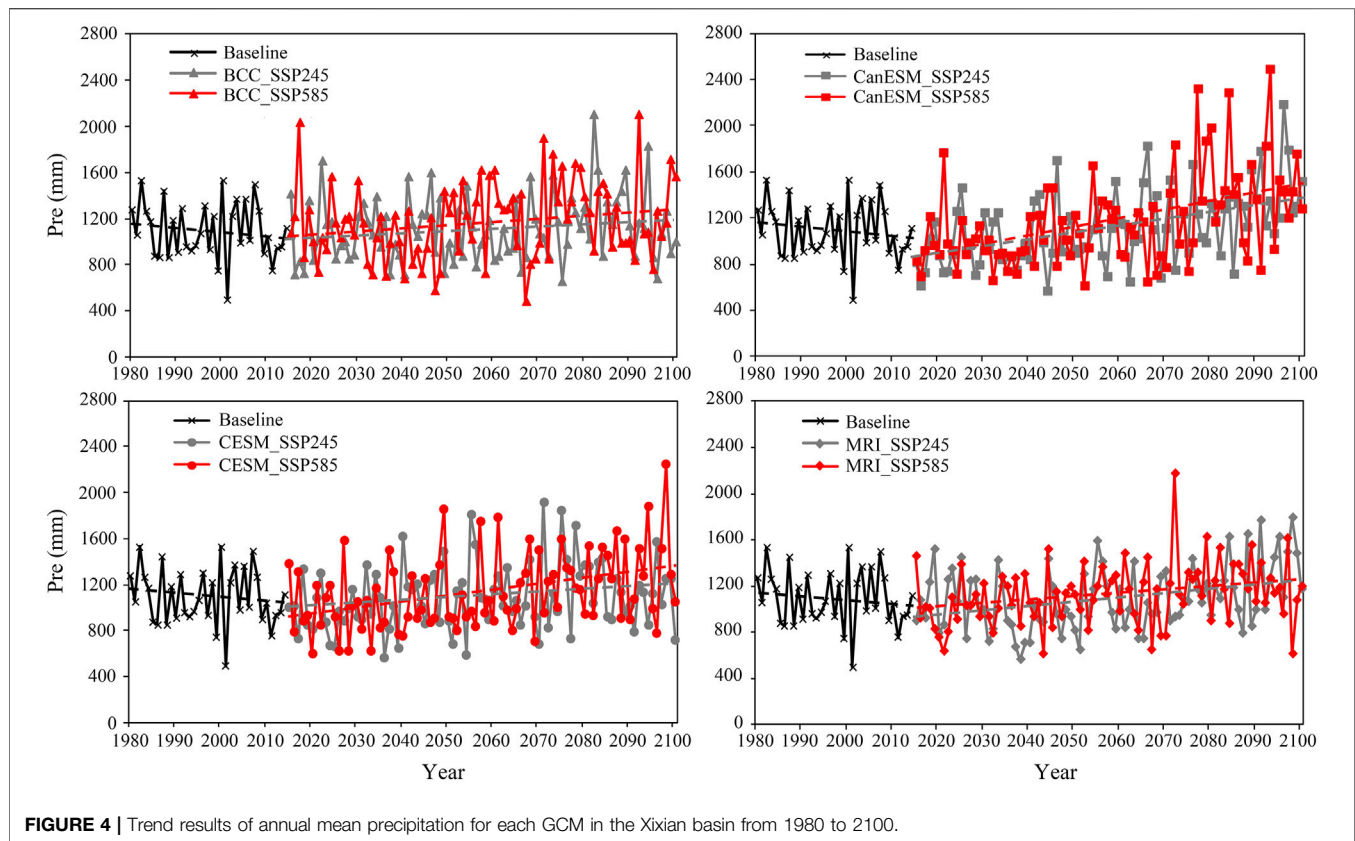 2800
2400
2000
1600
1200
800
400
0
Pre (mm)
Baseline
BCC_SSP245
BCC_SSP585
1980 1990 2000 2010 2020 2030 2040 2050 2060 2070 2080 2090 2100
2800
2400
2000
1600
1200
800
400
0
Baseline
CanESM_SSP245
CanESM_SSP585
1980 1990 2000 2010 2020 2030 2040 2050 2060 2070 2080 2090 2100
2800
2400
2000
1600
1200
800
400
0
Pre (mm)
Baseline
CESM_SSP245
CESM_SSP585
1980 1990 2000 2010 2020 2030 2040 2050 2060 2070 2080 2090 2100
Year
2800
2400
2000
1600
1200
800
400
0
Baseline
MRI_SSP245
MRI_SSP585
1980 1990 2000 2010 2020 2030 2040 2050 2060 2070 2080 2090 2100
Year
FIGURE 4 | Trend results of annual mean precipitation for each GCM in the Xixian basin from 1980 to 2100.